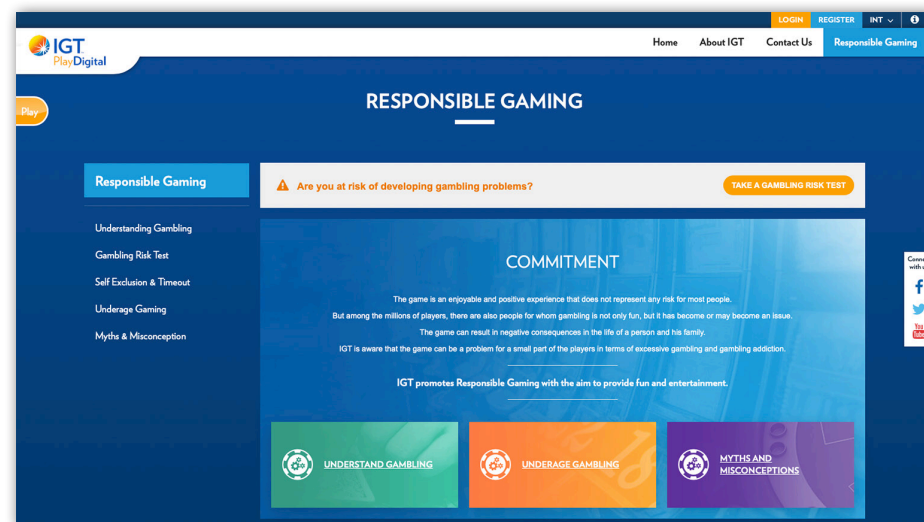 LOGIN REGISTER INT
IGT
PlayDigital
Home About IGT Contact Us Responsible Gaming
Play
RESPONSIBLE GAMING
Responsible Gaming
Are you at risk of developing gambling problems?
TAKE A GAMBLING RISK TEST
Understanding Gambling
Gambling Risk Test
Self Exclusion & Timeout
Underage Gaming
Myths & Misconception
COMMITMENT
The game is an enjoyable and positive experience that does not represent any risk for most people.
But among the millions of players, there are also people for whom gambling is not only fun, but it has become or may become an issue.
The game can result in negative consequences in the life of a person and his family.
IGT is aware that the game can be a problem for a small part of the players in terms of excessive gambling and gambling addiction.
IGT promotes Responsible Gaming with the aim to provide fun and entertainment.
UNDERSTAND GAMBLING
UNDERAGE GAMBLING
MYTHS AND
MISCONCEPTIONS
You
Tube